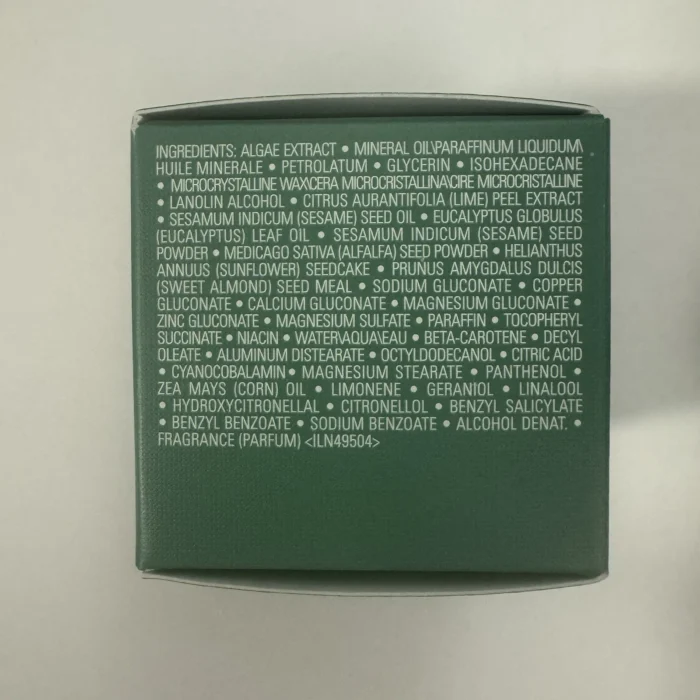 INGREDIENTS: ALGAE EXTRACT • MINERAL OIL\PARAFFINUM LIQUIDUM\
HUILE MINERALE • PETROLATUM • GLYCERIN • ISOHEXADECANE
• MICROCRYSTALLINE WAX\CERA MICROCRISTALLINA\CIRE MICROCRISTALLINE
• LANOLIN ALCOHOL • CITRUS AURANTIFOLIA (LIME) PEEL EXTRACT
• SESAMUM INDICUM (SESAME) SEED OIL • EUCALYPTUS GLOBULUS
(EUCALYPTUS) LEAF OIL • SESAMUM INDICUM (SESAME) SEED
POWDER • MEDICAGO SATIVA (ALFALFA) SEED POWDER • HELIANTHUS
ANNUUS (SUNFLOWER) SEEDCAKE • PRUNUS AMYGDALUS DULCIS
(SWEET ALMOND) SEED MEAL • SODIUM GLUCONATE • COPPER
GLUCONATE • CALCIUM GLUCONATE • MAGNESIUM GLUCONATE •
ZINC GLUCONATE • MAGNESIUM SULFATE • PARAFFIN • TOCOPHERYL
SUCCINATE • NIACIN • WATER\AQUA\EAU • BETA-CAROTENE • DECYL
OLEATE • ALUMINUM DISTEARATE • OCTYLDODECANOL • CITRIC ACID
• CYANOCOBALAMIN • MAGNESIUM STEARATE • PANTHENOL •
ZEA MAYS (CORN) OIL • LIMONENE • GERANIOL • LINALOOL
• HYDROXYCITRONELLAL • CITRONELLOL • BENZYL SALICYLATE
• BENZYL BENZOATE • SODIUM BENZOATE • ALCOHOL DENAT. •
FRAGRANCE (PARFUM) <ILN49504>